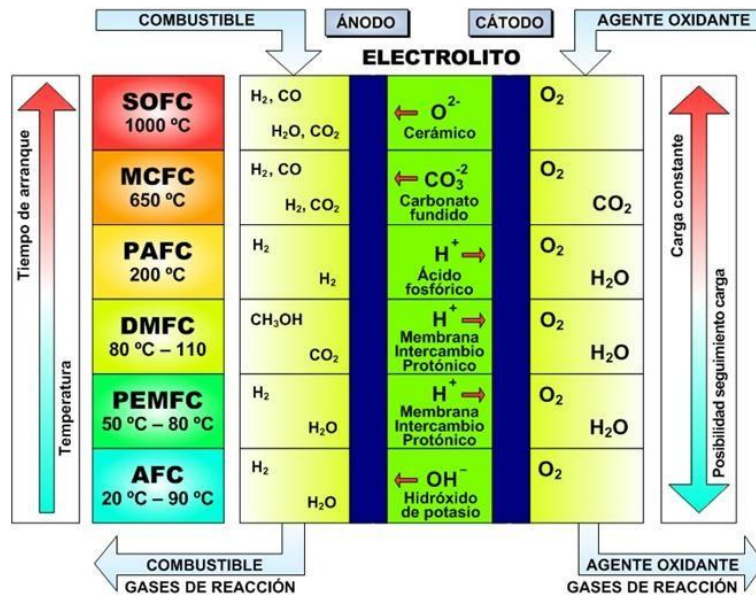 COMBUSTIBLE
ÁNODO
CÁTODO
AGENTE OXIDANTE
ELECTROLITO
Tiempo de arranque
Temperatura
SOFC
1000 ºC
H₂, CO
H₂O, CO₂
O²⁻
Cerámico
O₂
MCFC
650 ºC
H₂, CO
H₂, CO₂
CO₃⁻²
Carbonato
fundido
O₂
CO₂
PAFC
200 ºC
H₂
H₂
H⁺
Ácido
fosfórico
O₂
H₂O
DMFC
80 ºC – 110
CH₃OH
CO₂
H⁺
Membrana
Intercambio
Protónico
O₂
H₂O
PEMFC
50 ºC – 80 ºC
H₂
H₂O
H⁺
Membrana
Intercambio
Protónico
O₂
H₂O
AFC
20 ºC – 90 ºC
H₂
H₂O
OH⁻
Hidróxido
de potasio
O₂
Carga constante
Posibilidad seguimiento carga
COMBUSTIBLE
GASES DE REACCIÓN
AGENTE OXIDANTE
GASES DE REACCIÓN